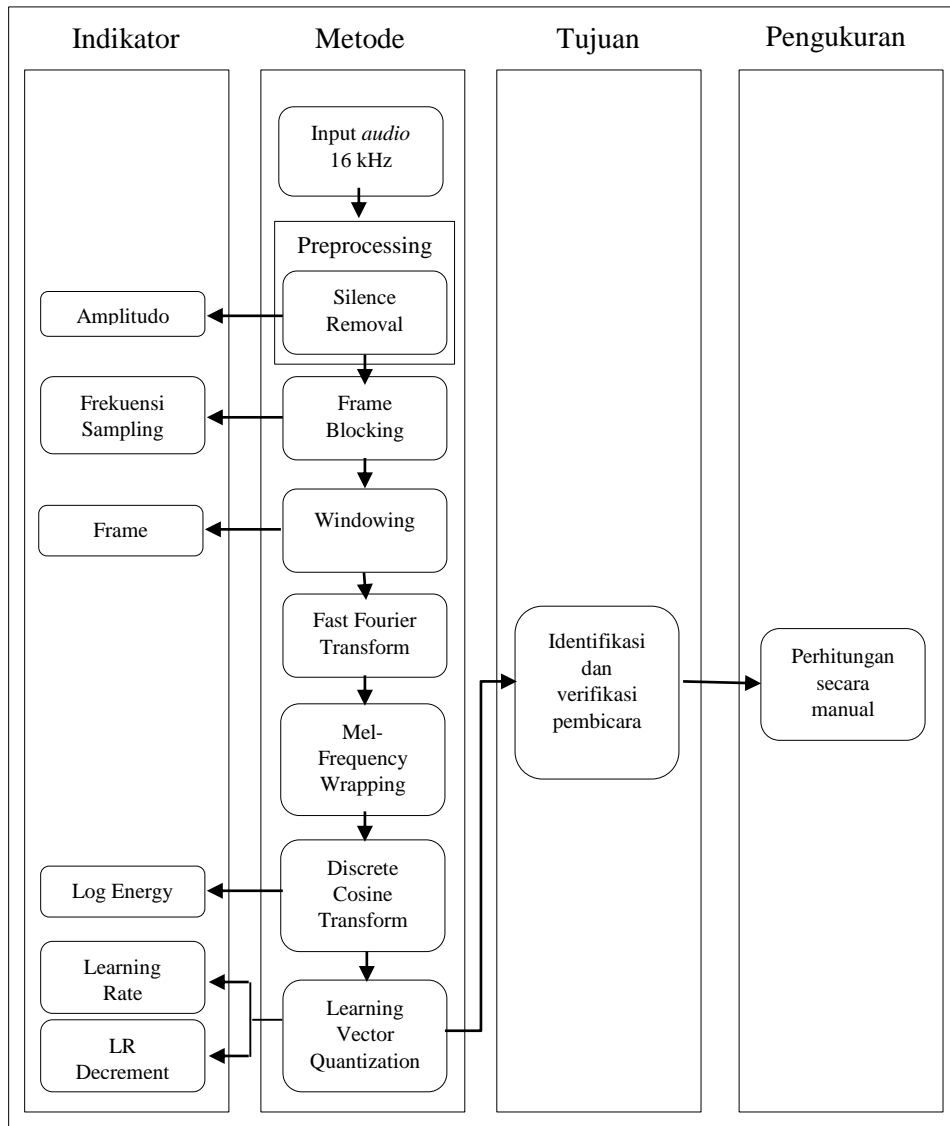 Indikator
Metode
Tujuan
Pengukuran
Input audio
16 kHz
Preprocessing
Silence
Removal
Amplitudo
Frame
Blocking
Frekuensi
Sampling
Windowing
Frame
Fast Fourier
Transform
Mel-
Frequency
Wrapping
Discrete
Cosine
Transform
Log Energy
Learning
Vector
Quantization
Learning
Rate
LR
Decrement
Identifikasi
dan
verifikasi
pembicara
Perhitungan
secara
manual